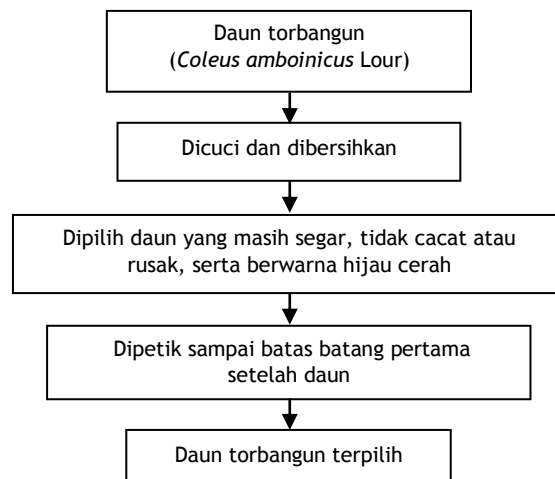 Daun torbangun
(Coleus amboinicus Lour)
Dicuci dan dibersihkan
Dipilih daun yang masih segar, tidak cacat atau
rusak, serta berwarna hijau cerah
Dipetik sampai batas batang pertama
setelah daun
Daun torbangun terpilih